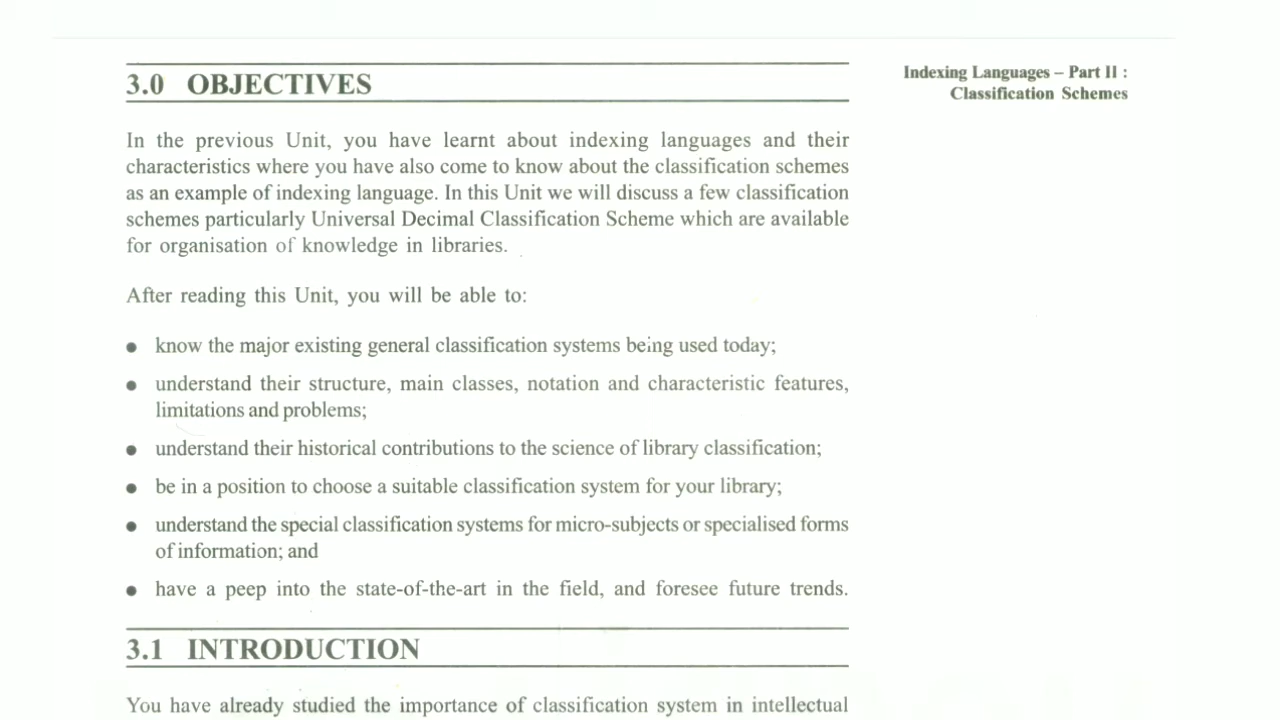 3.0 OBJECTIVES
Indexing Languages – Part II :
Classification Schemes
In the previous Unit, you have learnt about indexing languages and their
characteristics where you have also come to know about the classification schemes
as an example of indexing language. In this Unit we will discuss a few classification
schemes particularly Universal Decimal Classification Scheme which are available
for organisation of knowledge in libraries.
After reading this Unit, you will be able to:
● know the major existing general classification systems being used today;
● understand their structure, main classes, notation and characteristic features,
limitations and problems;
● understand their historical contributions to the science of library classification;
● be in a position to choose a suitable classification system for your library;
● understand the special classification systems for micro-subjects or specialised forms
of information; and
● have a peep into the state-of-the-art in the field, and foresee future trends.
3.1 INTRODUCTION
You have already studied the importance of classification system in intellectual